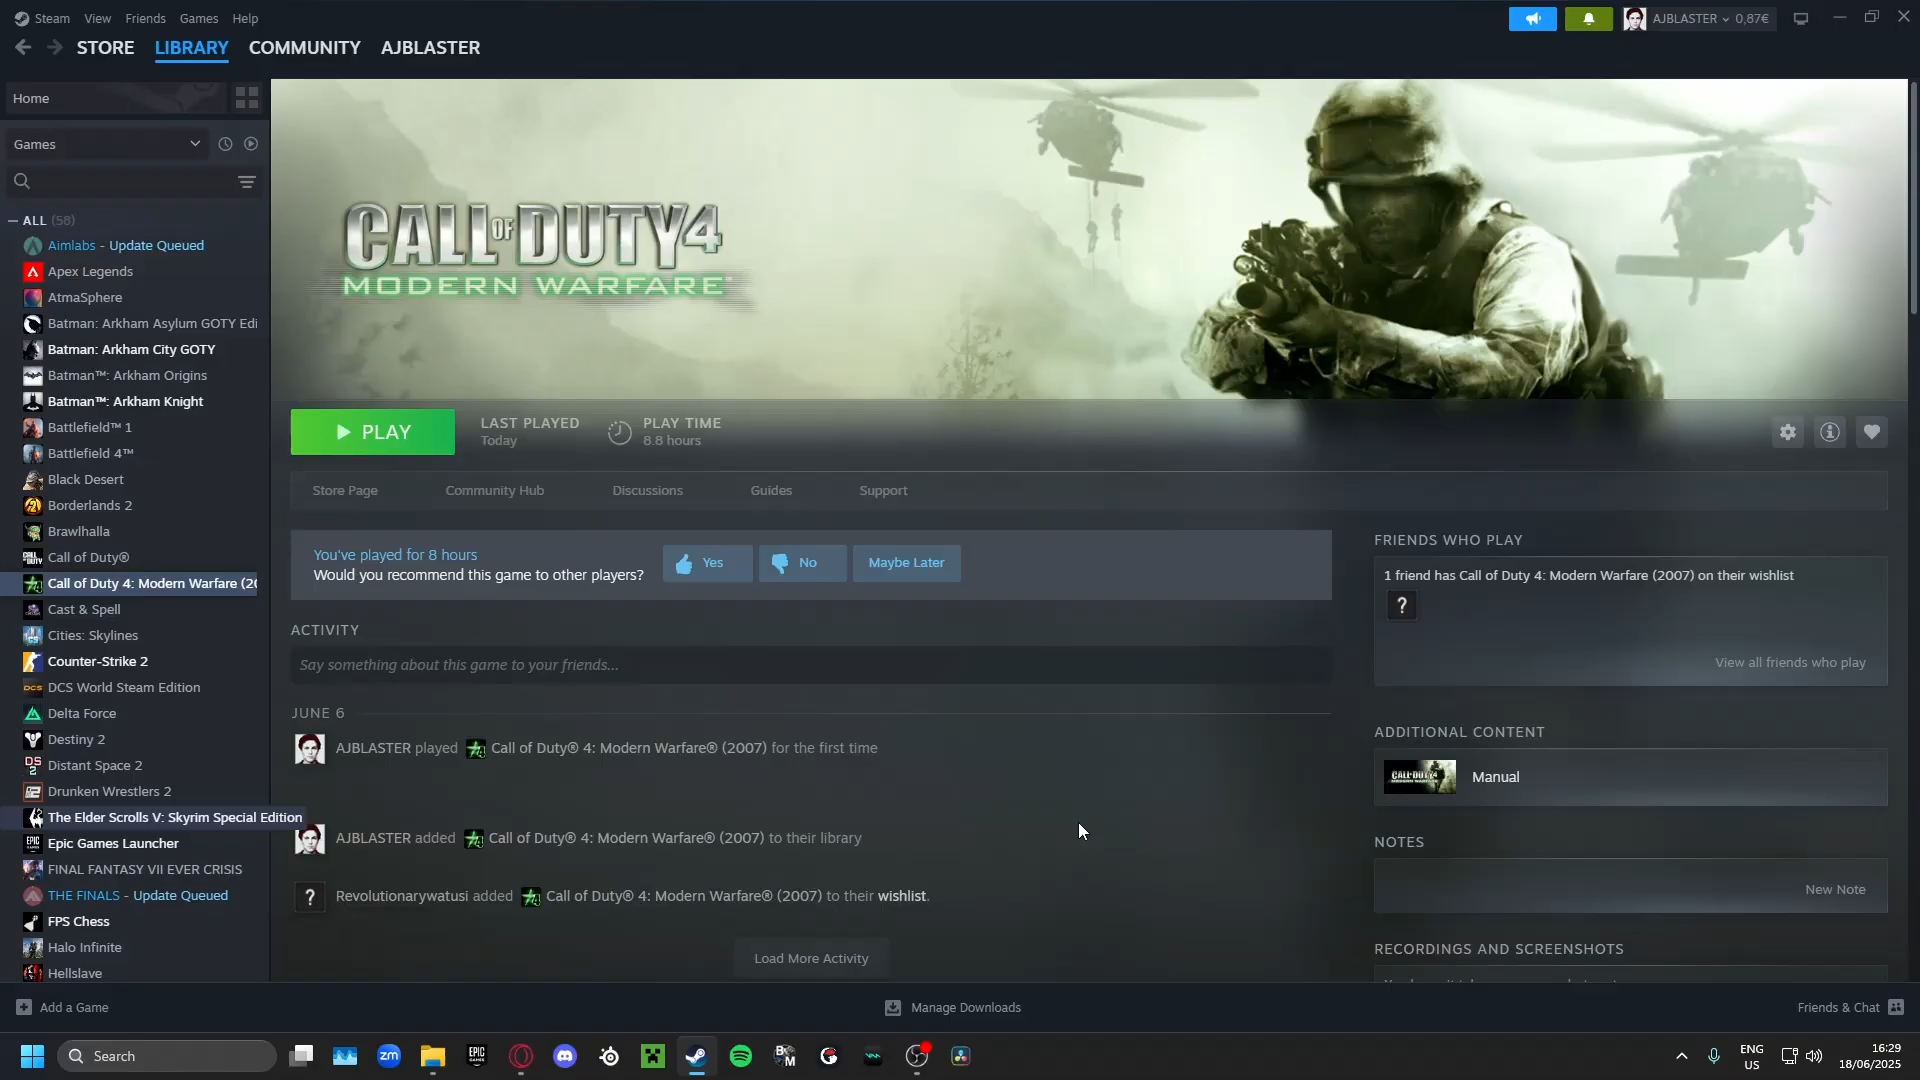 Steam View Friends Games Help
AJBLASTER 0,87€
STORE LIBRARY COMMUNITY AJBLASTER
Home
Games
ALL (58)
Aimlabs - Update Queued
Apex Legends
AtmaSphere
Batman: Arkham Asylum GOTY Edi
Batman: Arkham City GOTY
Batman™: Arkham Origins
Batman™: Arkham Knight
Battlefield™ 1
Battlefield 4™
Black Desert
Borderlands 2
Brawlhalla
Call of Duty®
Call of Duty 4: Modern Warfare (20
Cast & Spell
Cities: Skylines
Counter-Strike 2
DCS World Steam Edition
Delta Force
Destiny 2
Distant Space 2
Drunken Wrestlers 2
The Elder Scrolls V: Skyrim Special Edition
Epic Games Launcher
FINAL FANTASY VII EVER CRISIS
THE FINALS - Update Queued
FPS Chess
Halo Infinite
Hellslave
CALL OF DUTY 4
MODERN WARFARE
PLAY
LAST PLAYED
Today
PLAY TIME
8.8 hours
Store Page Community Hub Discussions Guides Support
You've played for 8 hours
Would you recommend this game to other players?
Yes No Maybe Later
ACTIVITY
Say something about this game to your friends...
JUNE 6
AJBLASTER played Call of Duty® 4: Modern Warfare® (2007) for the first time
AJBLASTER added Call of Duty® 4: Modern Warfare® (2007) to their library
? Revolutionarywatusi added Call of Duty® 4: Modern Warfare® (2007) to their wishlist.
Load More Activity
FRIENDS WHO PLAY
1 friend has Call of Duty 4: Modern Warfare (2007) on their wishlist
?
View all friends who play
ADDITIONAL CONTENT
CALL OF DUTY 4
Manual
NOTES
New Note
RECORDINGS AND SCREENSHOTS
Add a Game
Manage Downloads
Friends & Chat
Search
zm
EPIC
GAMES
ENG
US
16:29
18/06/2025